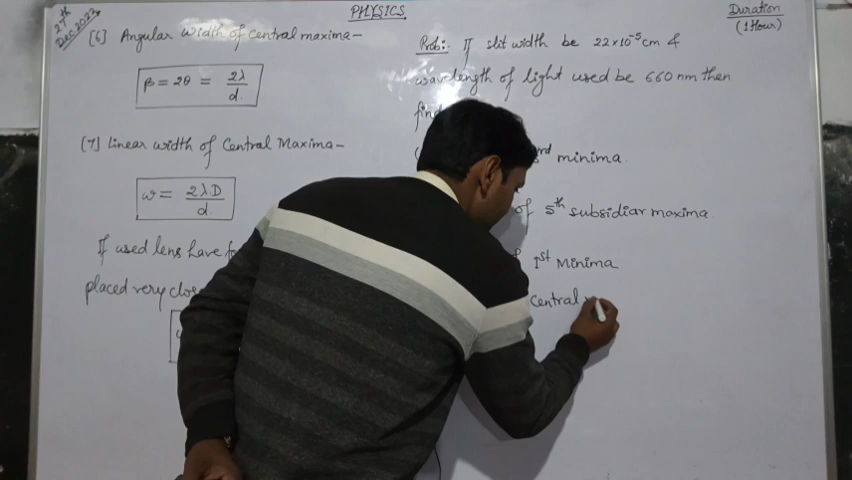 27th Dec 2022
PHYSICS
Duration
(1 Hour)
[6] Angular width of central maxima -
β = 2θ = 2λ/d
[7] Linear width of Central Maxima -
ω = 2λD/d
If used lens have
placed very
Prob:- If slit width be 22×10⁻⁵ cm &
wavelength of light used be 660 nm then
find
minima.
of 5th subsidiar maxima.
1st Minima
central